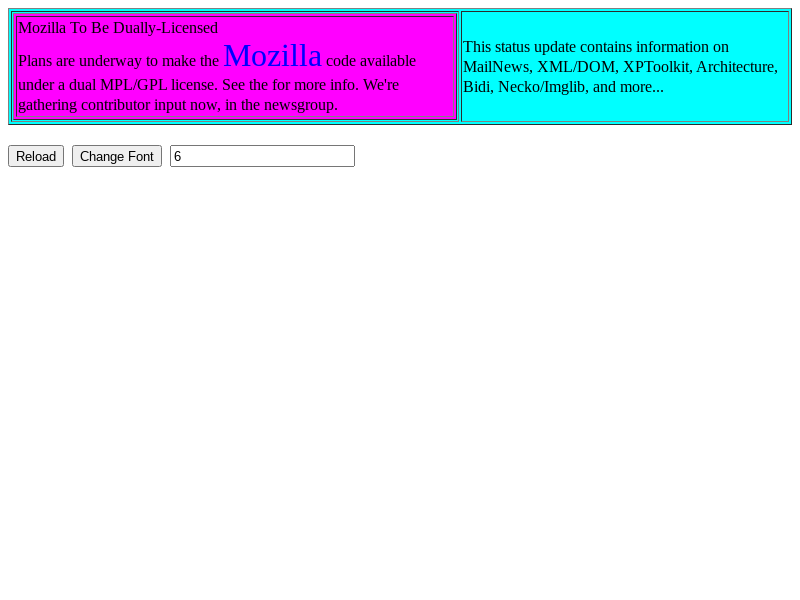 Mozilla To Be Dually-Licensed
Plans are underway to make the Mozilla code available
under a dual MPL/GPL license. See the for more info. We're
gathering contributor input now, in the newsgroup.
This status update contains information on
MailNews, XML/DOM, XPToolkit, Architecture,
Bidi, Necko/Imglib, and more...
Reload Change Font 6